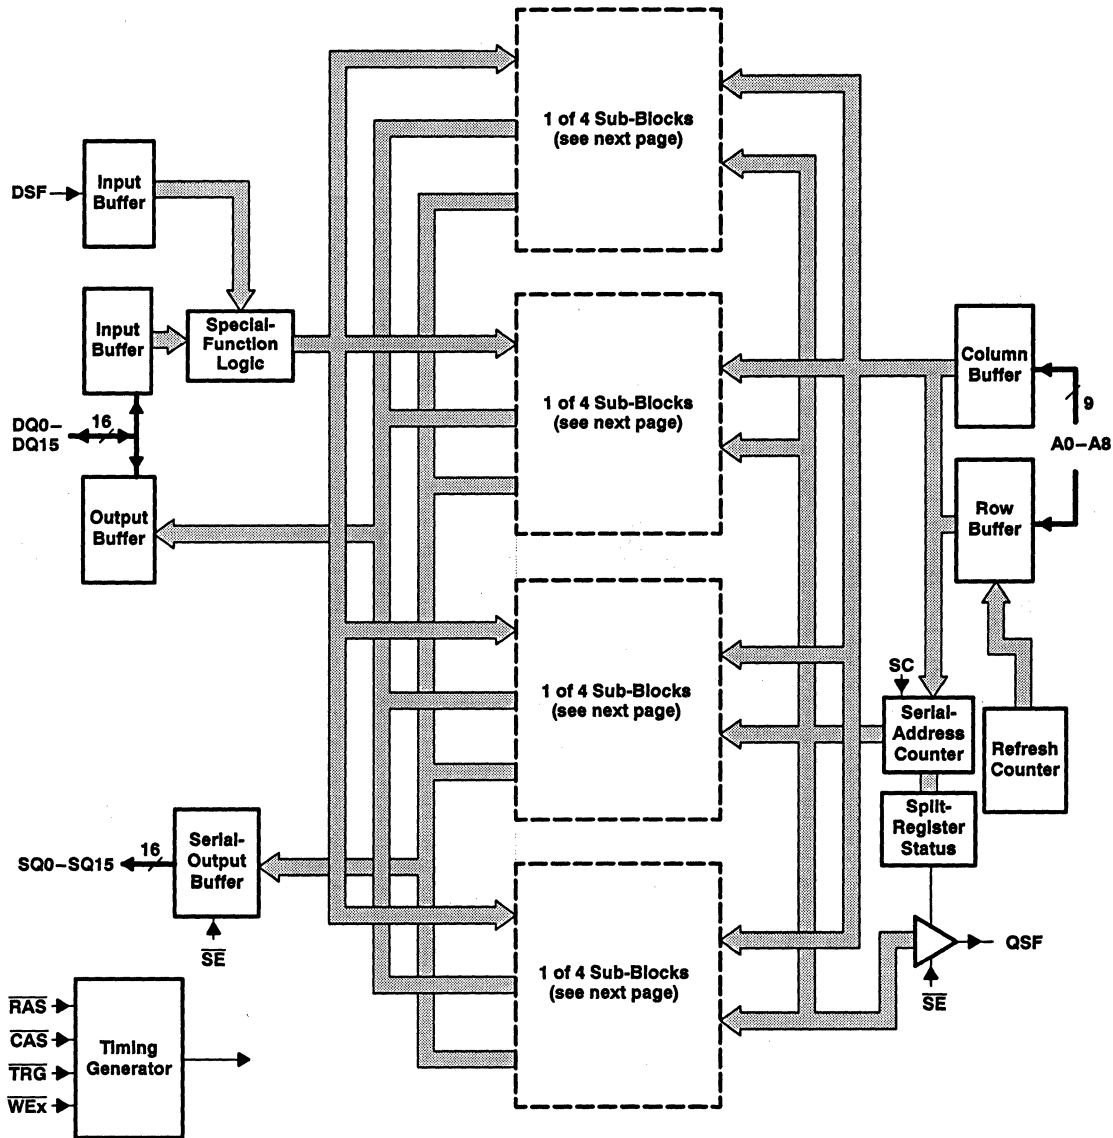 1 of 4 Sub-Blocks
(see next page)
DSF
Input
Buffer
Input
Buffer
Special-
Function
Logic
DQ0–
DQ15
16
Output
Buffer
1 of 4 Sub-Blocks
(see next page)
Column
Buffer
9
A0–A8
Row
Buffer
1 of 4 Sub-Blocks
(see next page)
SC
Serial-
Address
Counter
Refresh
Counter
Split-
Register
Status
SQ0–SQ15
16
Serial-
Output
Buffer
SE
1 of 4 Sub-Blocks
(see next page)
QSF
SE
RAS
CAS
TRG
WEx
Timing
Generator